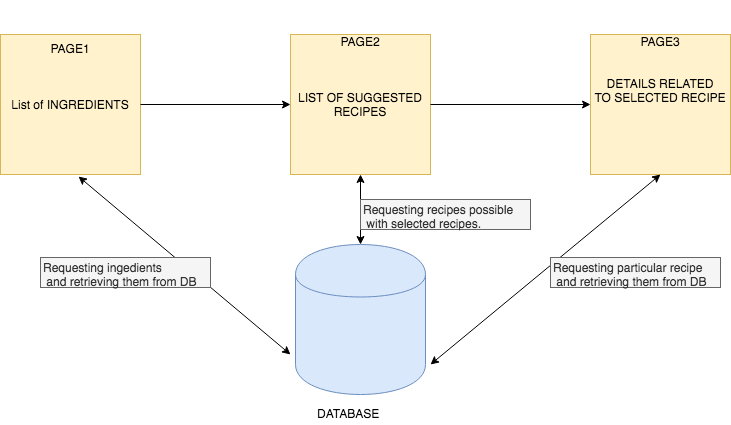 PAGE1
List of INGREDIENTS
PAGE2
LIST OF SUGGESTED
RECIPES
PAGE3
DETAILS RELATED
TO SELECTED RECIPE
Requesting recipes possible
with selected recipes.
Requesting ingedients
and retrieving them from DB
Requesting particular recipe
and retrieving them from DB
DATABASE